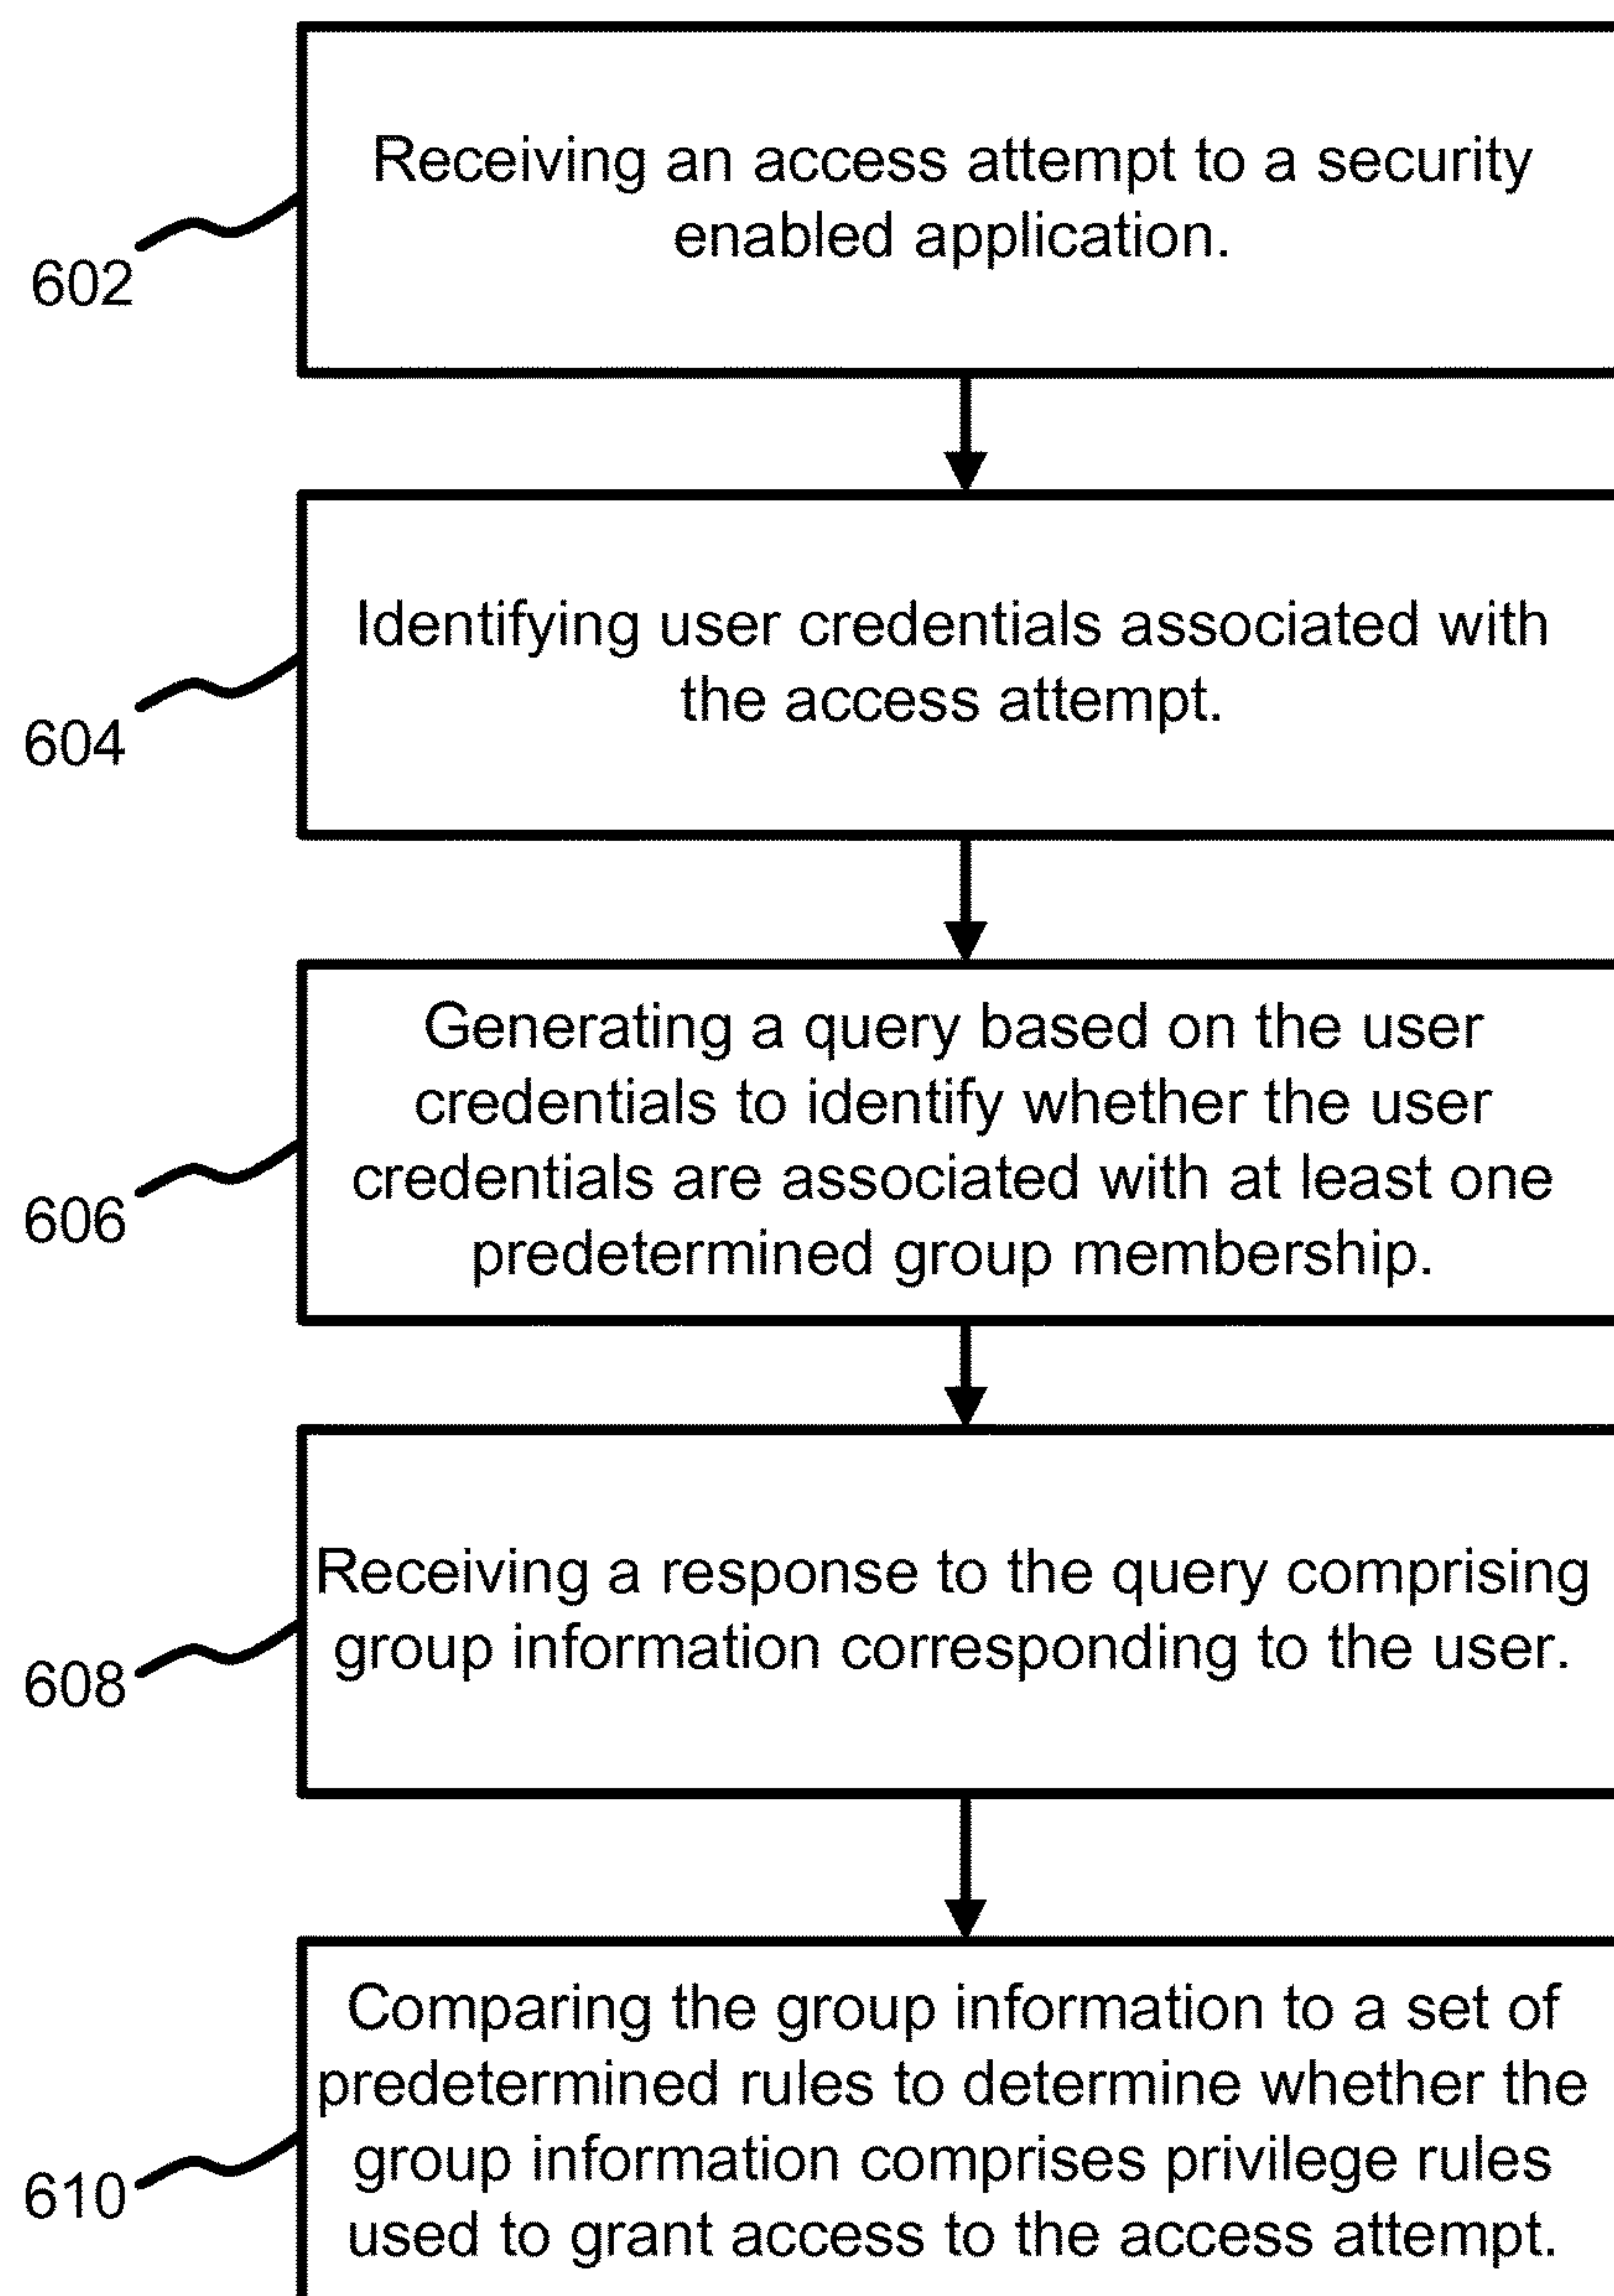 Receiving an access attempt to a security
enabled application.
602
Identifying user credentials associated with
the access attempt.
604
Generating a query based on the user
credentials to identify whether the user
credentials are associated with at least one
predetermined group membership.
606
Receiving a response to the query comprising
group information corresponding to the user.
608
Comparing the group information to a set of
predetermined rules to determine whether the
group information comprises privilege rules
used to grant access to the access attempt.
610